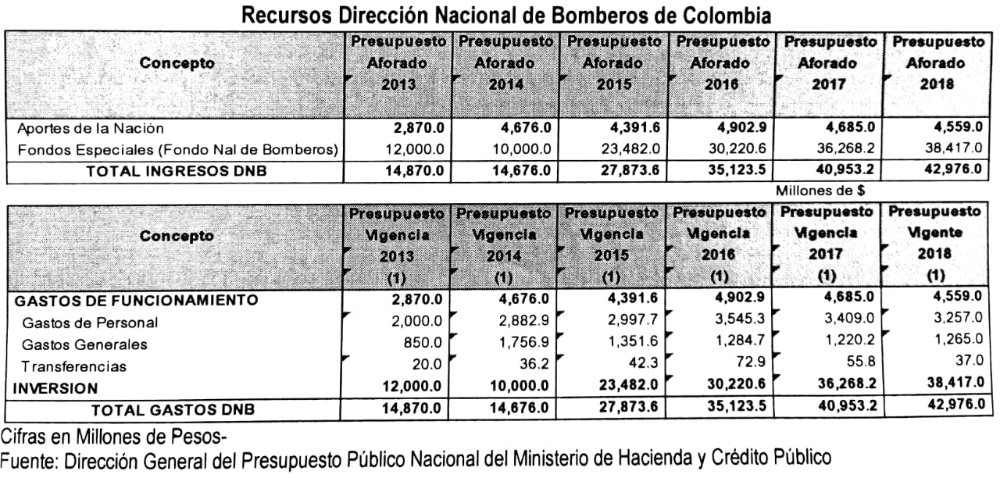 Recursos Dirección Nacional de Bomberos de Colombia
Concepto Presupuesto Aforado 2013 Presupuesto Aforado 2014 Presupuesto Aforado 2015 Presupuesto Aforado 2016 Presupuesto Aforado 2017 Presupuesto Aforado 2018
Aportes de la Nación 2,870.0 4,676.0 4,391.6 4,902.9 4,685.0 4,559.0
Fondos Especiales (Fondo Nal de Bomberos) 12,000.0 10,000.0 23,482.0 30,220.6 36,268.2 38,417.0
TOTAL INGRESOS DNB 14,870.0 14,676.0 27,873.6 35,123.5 40,953.2 42,976.0
Millones de $
Concepto Presupuesto Vigencia 2013 (1) Presupuesto Vigencia 2014 (1) Presupuesto Vigencia 2015 (1) Presupuesto Vigencia 2016 (1) Presupuesto Vigencia 2017 (1) Presupuesto Vigente 2018 (1)
GASTOS DE FUNCIONAMIENTO 2,870.0 4,676.0 4,391.6 4,902.9 4,685.0 4,559.0
Gastos de Personal 2,000.0 2,882.9 2,997.7 3,545.3 3,409.0 3,257.0
Gastos Generales 850.0 1,756.9 1,351.6 1,284.7 1,220.2 1,265.0
Transferencias 20.0 36.2 42.3 72.9 55.8 37.0
INVERSION 12,000.0 10,000.0 23,482.0 30,220.6 36,268.2 38,417.0
TOTAL GASTOS DNB 14,870.0 14,676.0 27,873.6 35,123.5 40,953.2 42,976.0
Cifras en Millones de Pesos-
Fuente: Dirección General del Presupuesto Público Nacional del Ministerio de Hacienda y Crédito Público